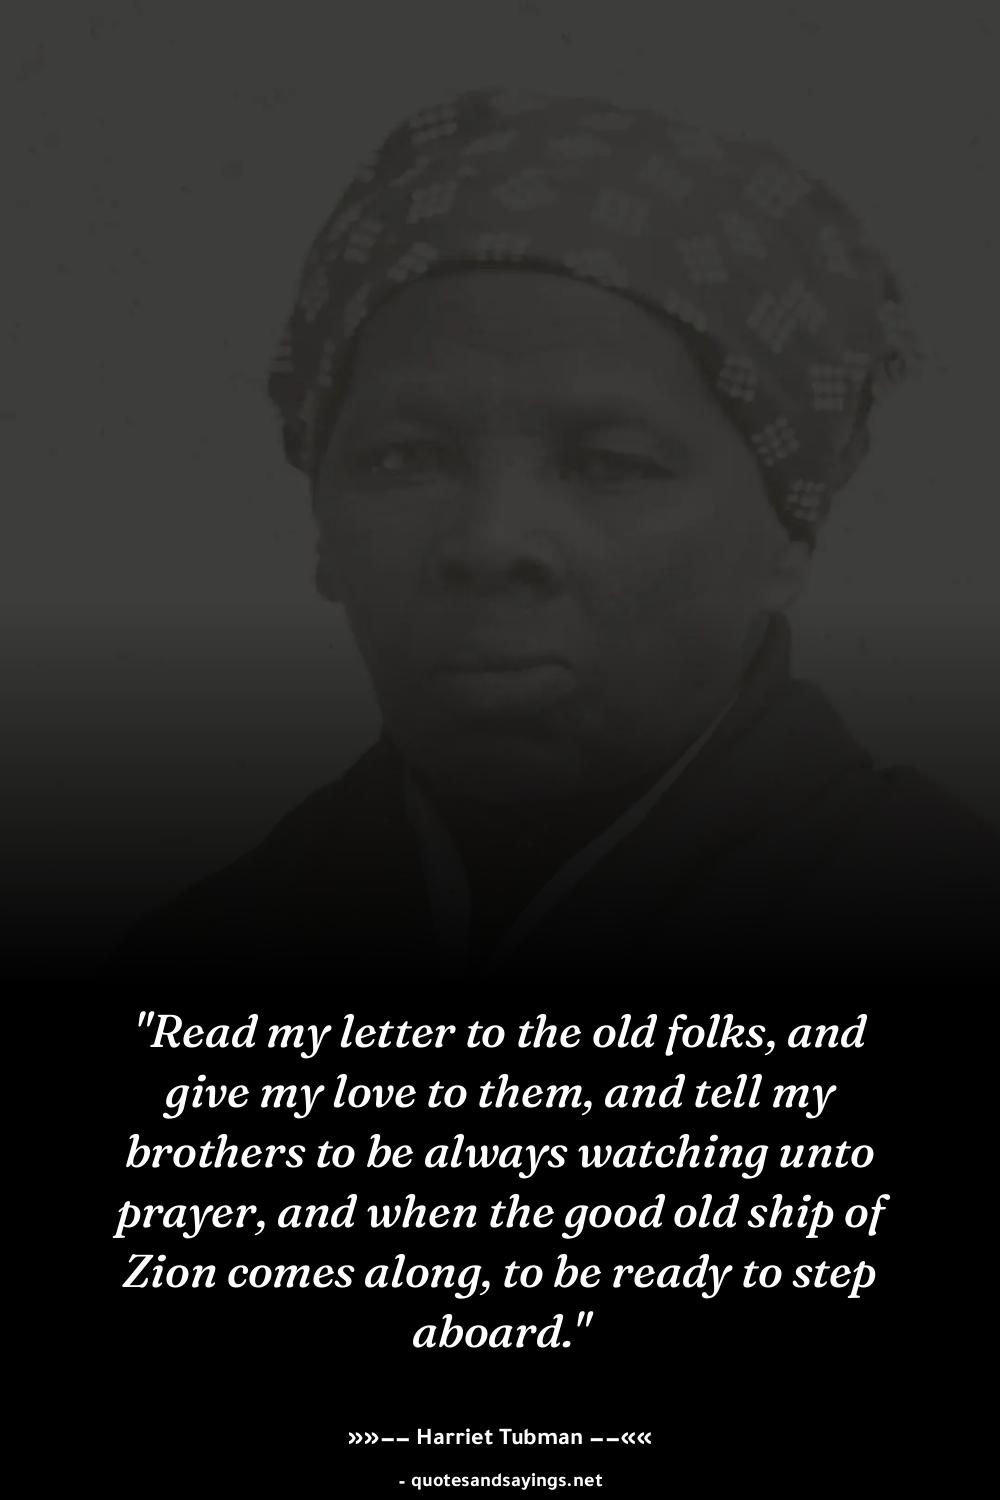 "Read my letter to the old folks, and
give my love to them, and tell my
brothers to be always watching unto
prayer, and when the good old ship of
Zion comes along, to be ready to step
aboard."
»»−− Harriet Tubman −−««
- quotesandsayings.net